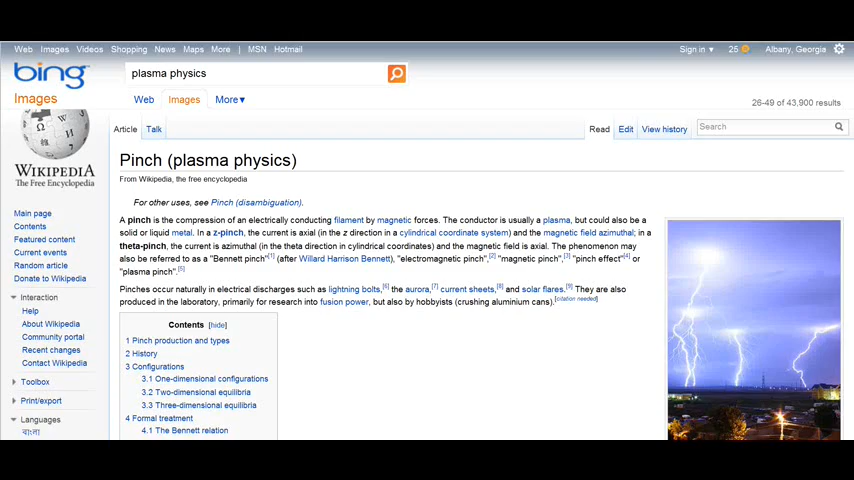 Web Images Videos Shopping News Maps More | MSN Hotmail Sign in ▾ 25 Albany, Georgia
bing
plasma physics
Images Web Images More▾
26-49 of 43,900 results
Article Talk Read Edit View history Search
WIKIPEDIA
The Free Encyclopedia
Pinch (plasma physics)
From Wikipedia, the free encyclopedia
For other uses, see Pinch (disambiguation).
A pinch is the compression of an electrically conducting filament by magnetic forces. The conductor is usually a plasma, but could also be a
solid or liquid metal. In a z-pinch, the current is axial (in the z direction in a cylindrical coordinate system) and the magnetic field azimuthal; in a
theta-pinch, the current is azimuthal (in the theta direction in cylindrical coordinates) and the magnetic field is axial. The phenomenon may
also be referred to as a "Bennett pinch"[1] (after Willard Harrison Bennett), "electromagnetic pinch",[2] "magnetic pinch",[3] "pinch effect"[4] or
"plasma pinch".[5]
Pinches occur naturally in electrical discharges such as lightning bolts,[6] the aurora,[7] current sheets,[8] and solar flares.[9] They are also
produced in the laboratory, primarily for research into fusion power, but also by hobbyists (crushing aluminium cans).[citation needed]
Main page
Contents
Featured content
Current events
Random article
Donate to Wikipedia
Interaction
Help
About Wikipedia
Community portal
Recent changes
Contact Wikipedia
Toolbox
Print/export
Languages
বাংলা
Contents [hide]
1 Pinch production and types
2 History
3 Configurations
3.1 One-dimensional configurations
3.2 Two-dimensional equilibria
3.3 Three-dimensional equilibria
4 Formal treatment
4.1 The Bennett relation